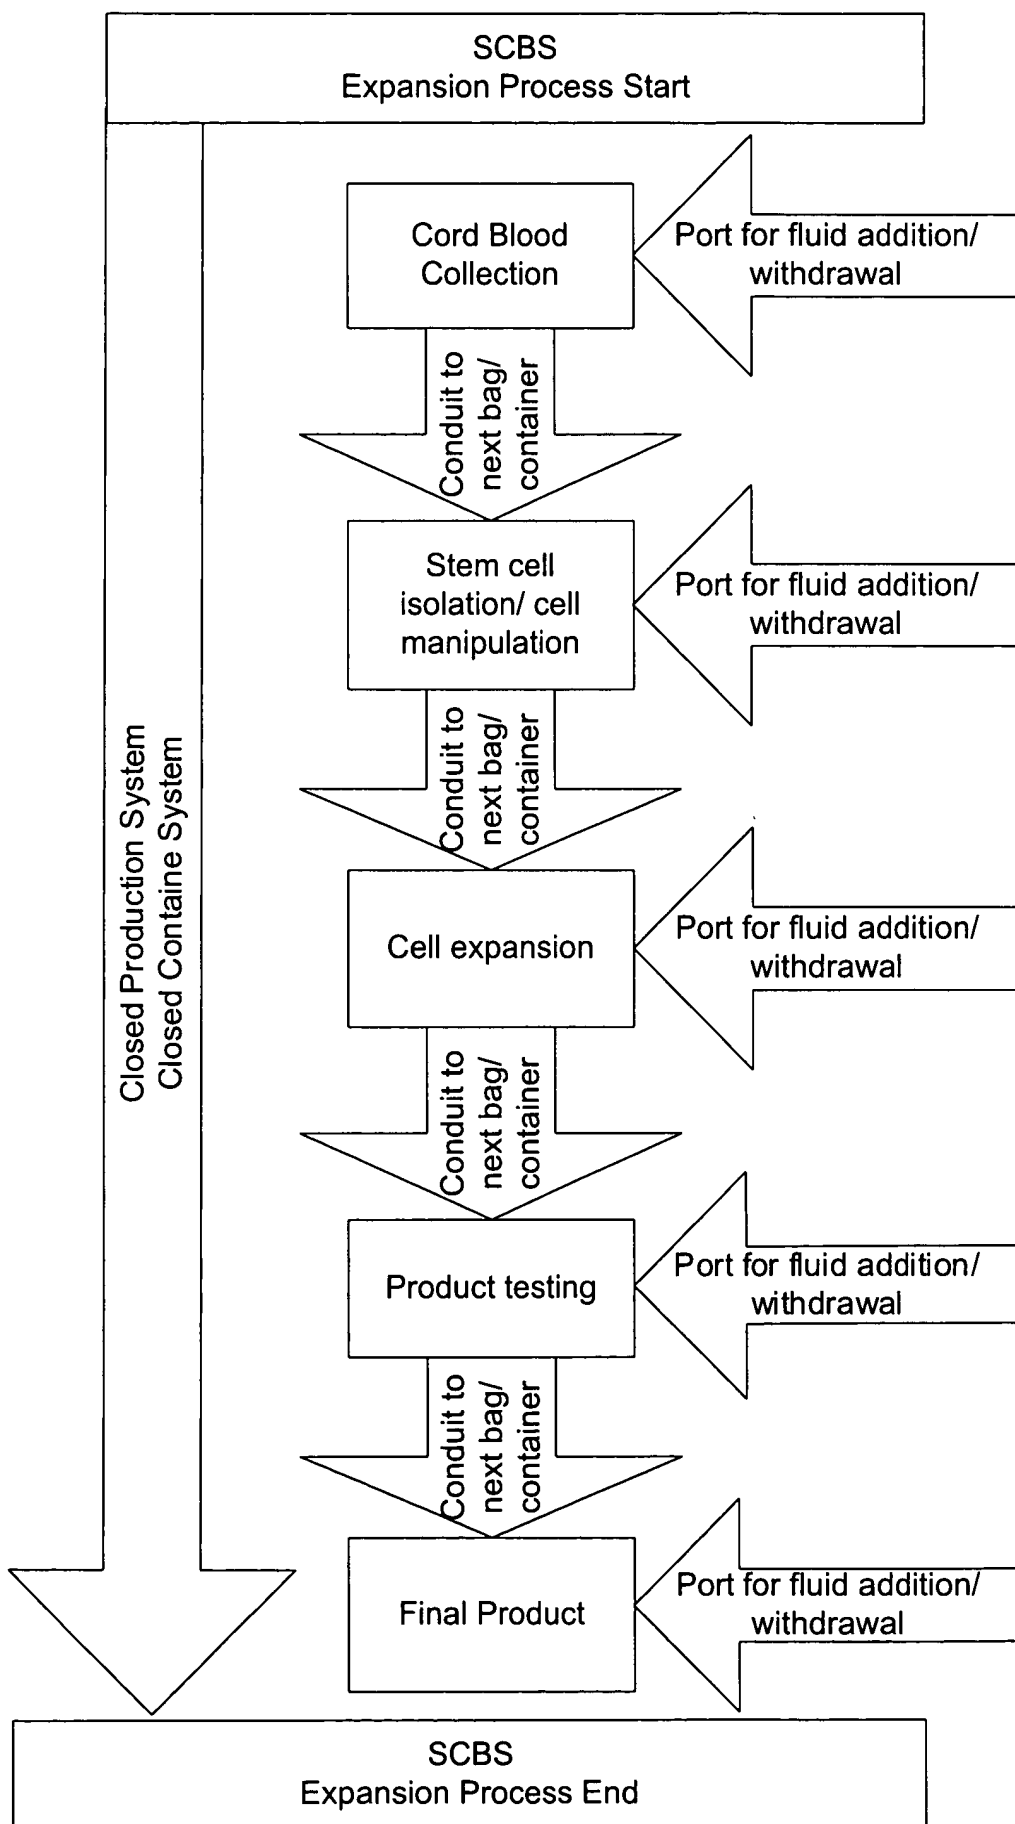 SCBS
Expansion Process Start
Cord Blood
Collection
Port for fluid addition/
withdrawal
Conduit to
next bag/
container
Stem cell
isolation/ cell
manipulation
Port for fluid addition/
withdrawal
Conduit to
next bag/
container
Closed Production System
Closed Containe System
Cell expansion
Port for fluid addition/
withdrawal
Conduit to
next bag/
container
Product testing
Port for fluid addition/
withdrawal
Conduit to
next bag/
container
Final Product
Port for fluid addition/
withdrawal
SCBS
Expansion Process End